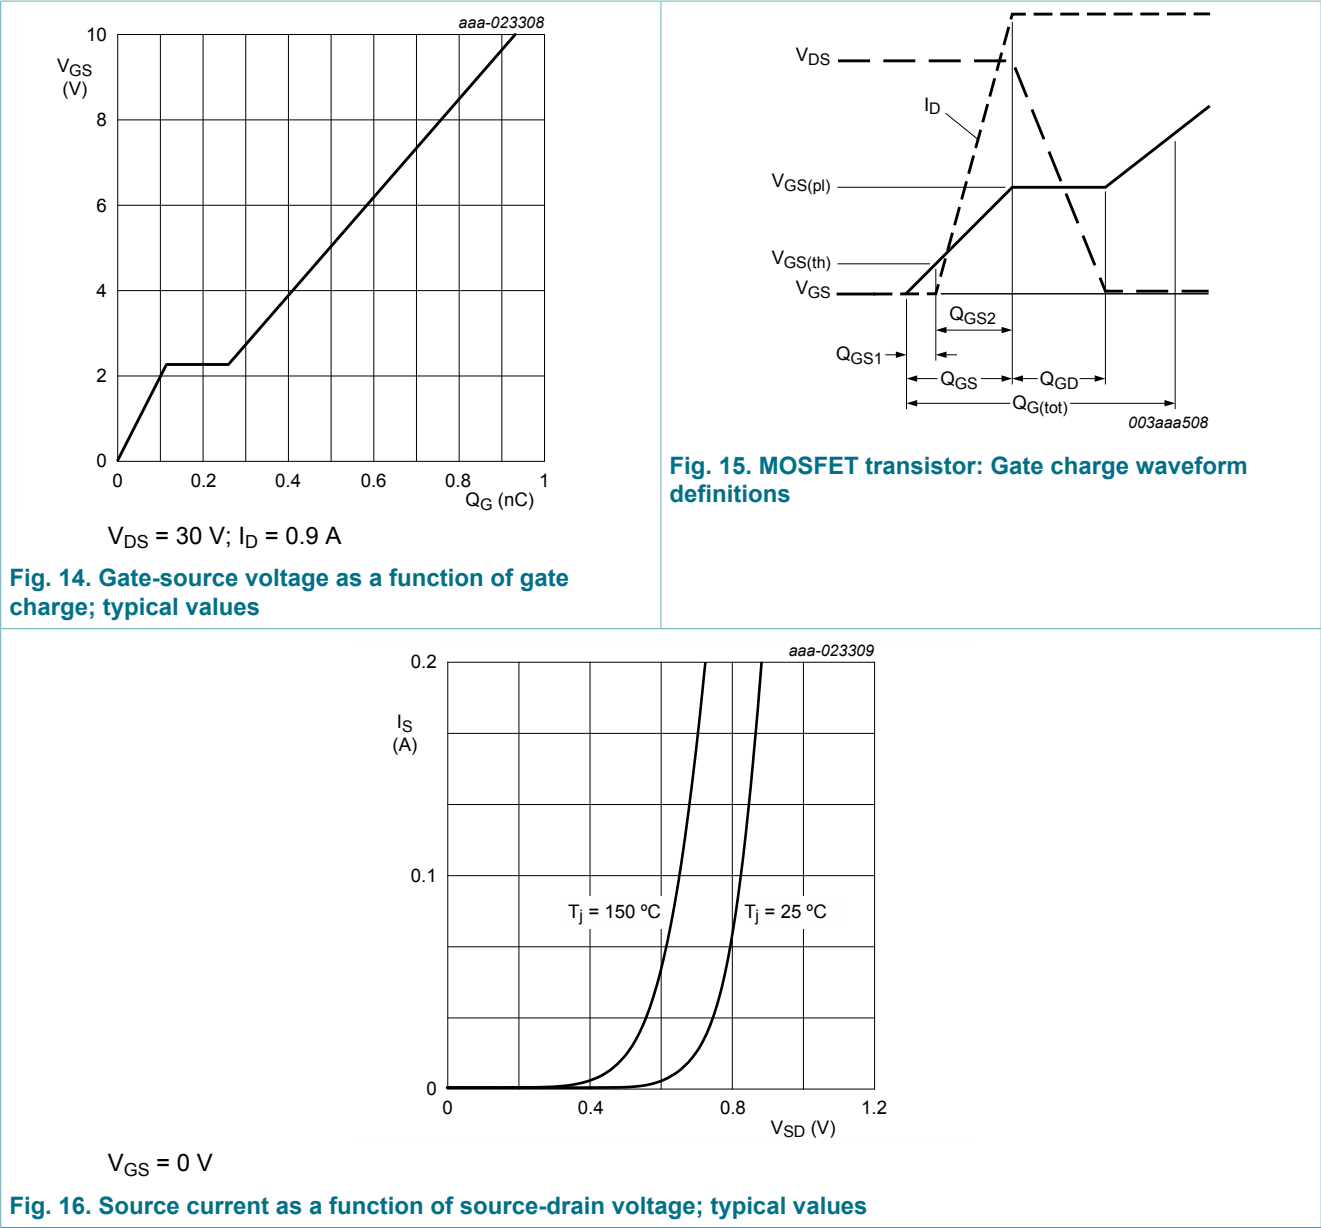 aaa-023308
VGS
(V)
10
8
6
4
2
0
0 0.2 0.4 0.6 0.8 1
QG (nC)
VDS = 30 V; ID = 0.9 A
Fig. 14. Gate-source voltage as a function of gate
charge; typical values
VDS
ID
VGS(pl)
VGS(th)
VGS
QGS2
QGS1
QGS QGD
QG(tot)
003aaa508
Fig. 15. MOSFET transistor: Gate charge waveform
definitions
aaa-023309
0.2
IS
(A)
0.1
Tj = 150 ºC Tj = 25 ºC
0
0 0.4 0.8 1.2
VSD (V)
VGS = 0 V
Fig. 16. Source current as a function of source-drain voltage; typical values